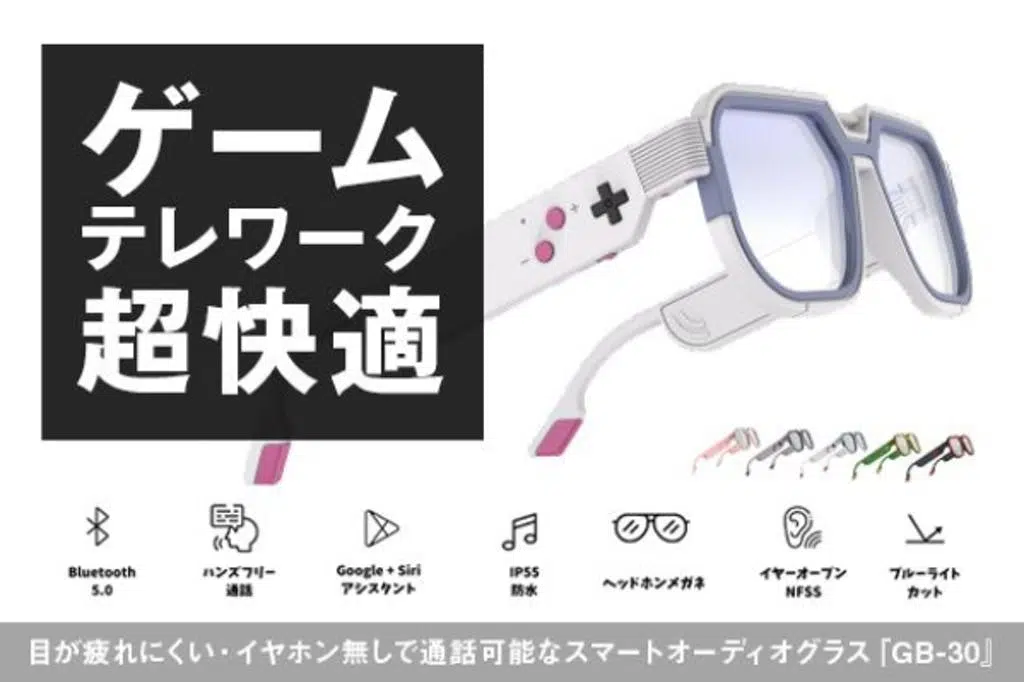 ゲーム
テレワーク
超快適
Bluetooth
5.0
ハンズフリー
通話
Google + Siri
アシスタント
IP55
防水
ヘッドホンメガネ
イヤーオープン
NFSS
ブルーライト
カット
目が疲れにくい・イヤホン無しで通話可能なスマートオーディオグラス『GB-30』